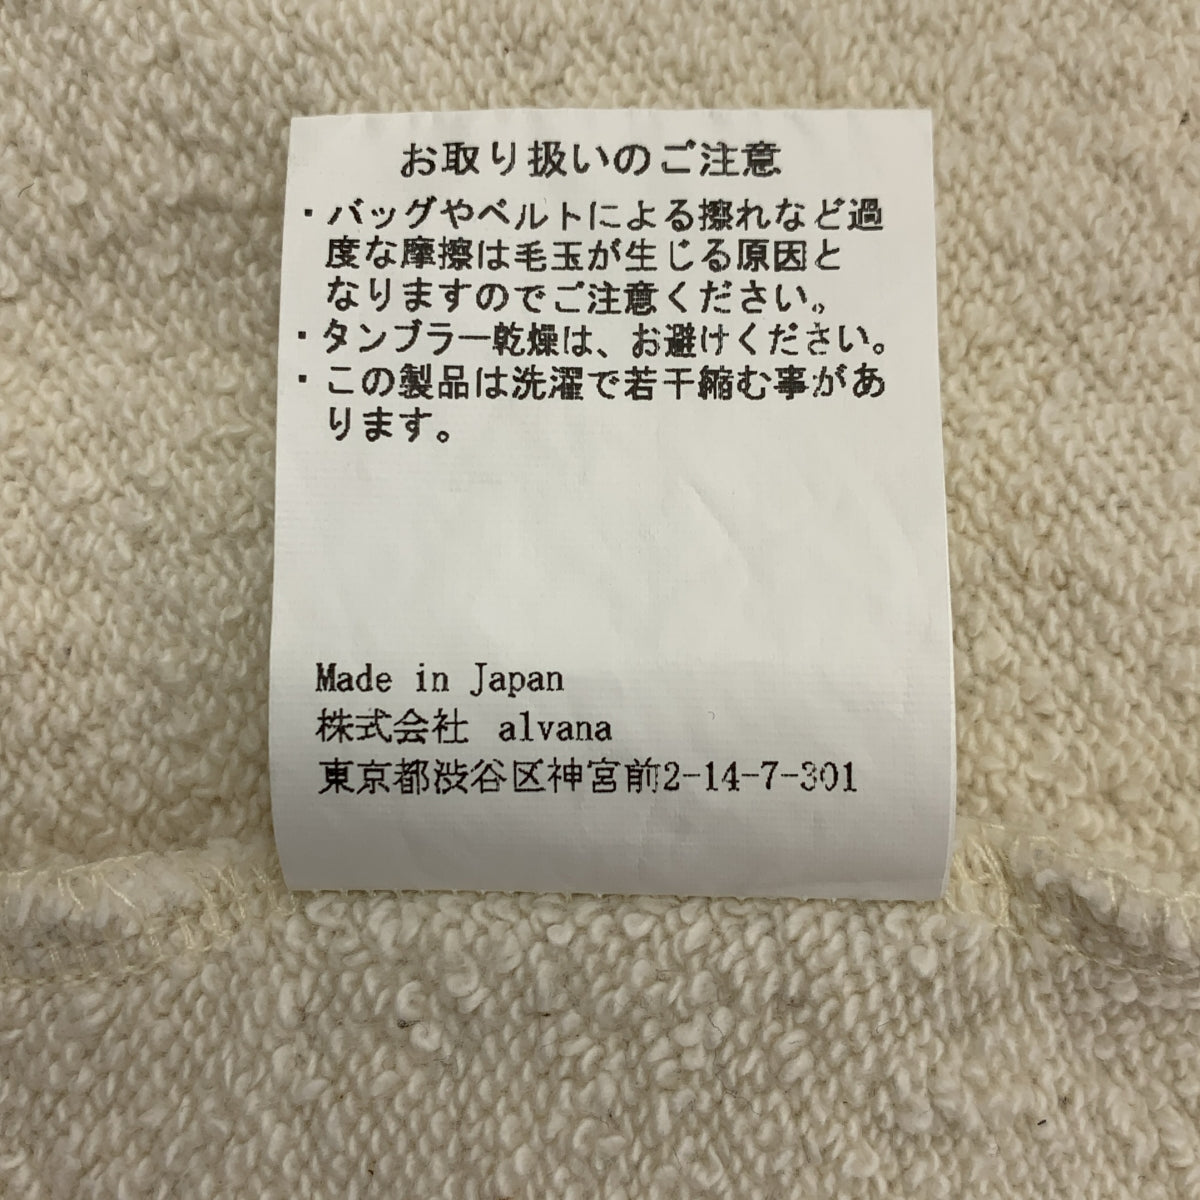 お取り扱いのご注意
・バッグやベルトによる擦れなど過
度な摩擦は毛玉が生じる原因と
なりますのでご注意ください。
・タンブラー乾燥は、お避けください。
・この製品は洗濯で若干縮む事があ
ります。
Made in Japan
株式会社 alvana
東京都渋谷区神宮前2-14-7-301